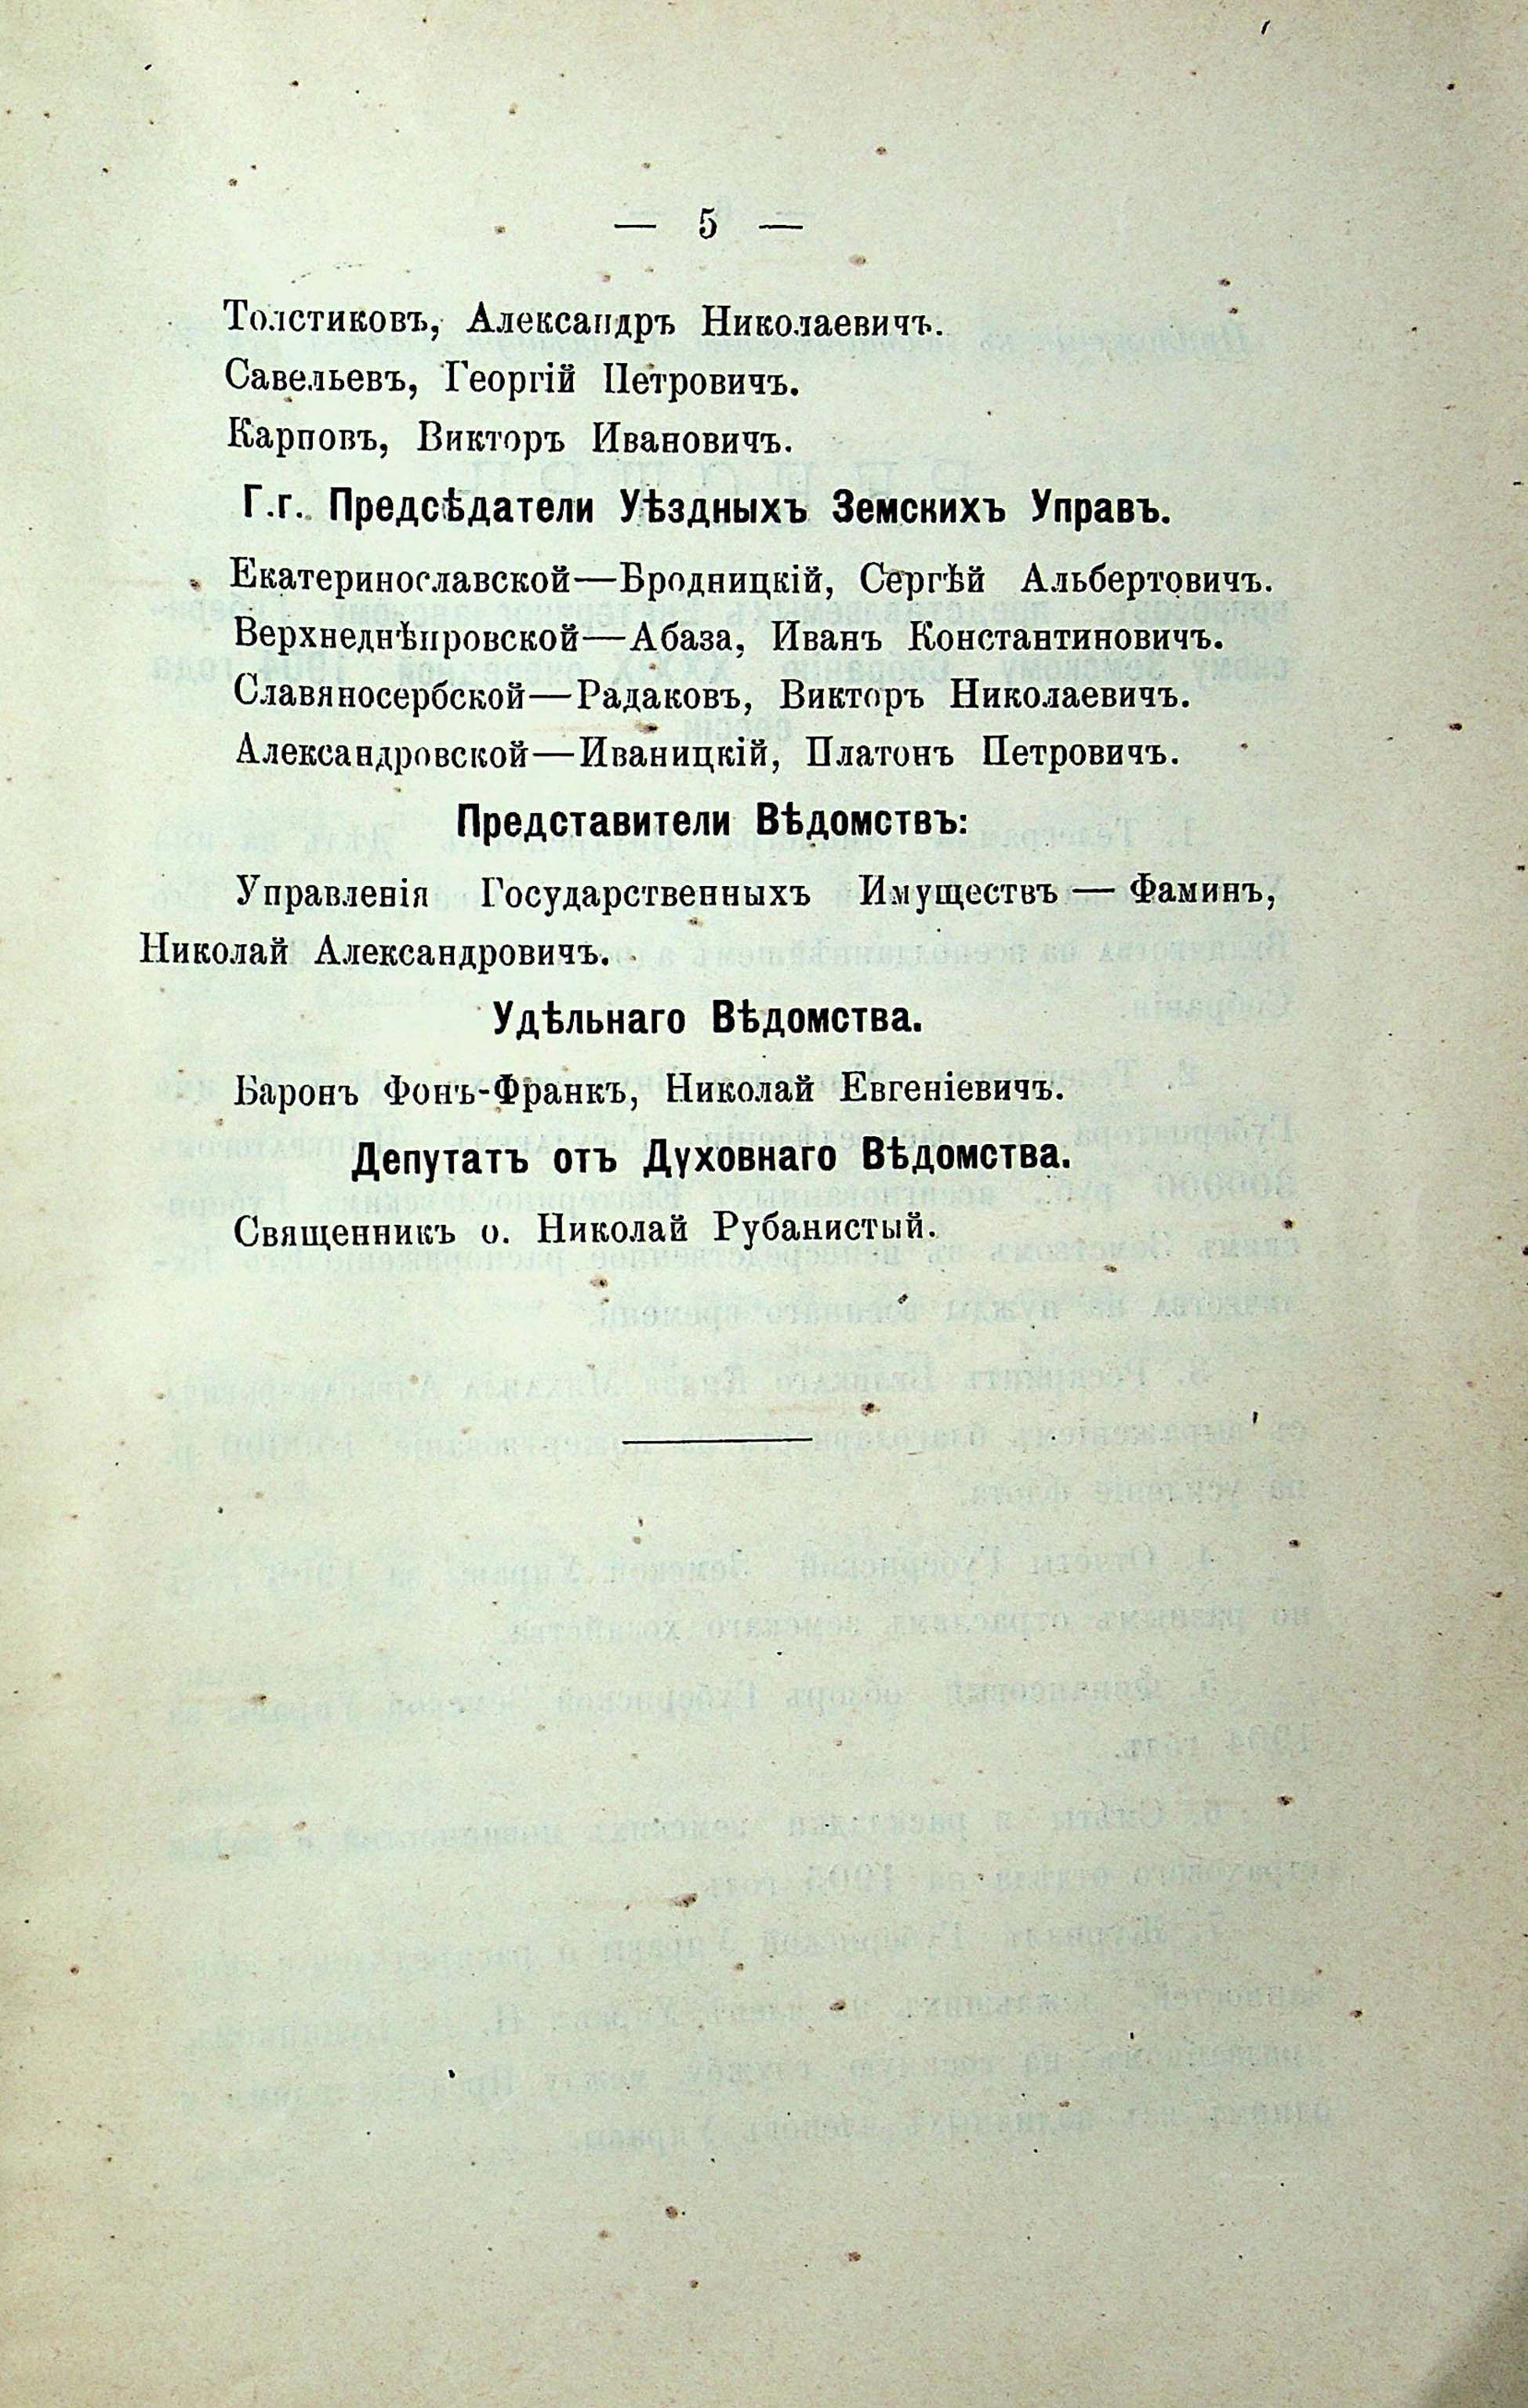 — 5 —
Толстиковъ, Александръ Николаевичъ.
Савельевъ, Георгій Петровичъ.
Карповъ, Викторъ Ивановичъ.
Г.г. Предсѣдатели Уѣздныхъ Земскихъ Управъ.
Екатеринославской—Бродницкій, Сергѣй Альбертовичъ.
Верхнеднѣпровской—Абаза, Иванъ Константиновичъ.
Славяносербской—Радаковъ, Викторъ Николаевичъ.
Александровской—Иваницкій, Платонъ Петровичъ.
Представители Вѣдомствъ:
Управленія Государственныхъ Имуществъ — Фаминъ,
Николай Александровичъ.
Удѣльнаго Вѣдомства.
Баронъ Фонъ-Франкъ, Николай Евгеніевичъ.
Депутатъ отъ Духовнаго Вѣдомства.
Священникъ о. Николай Рубанистый.